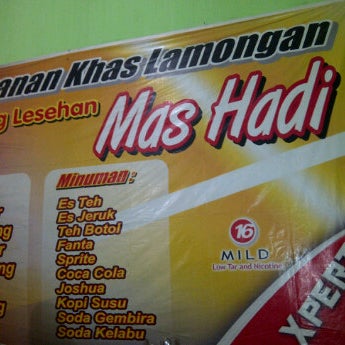 anan Khas Lamongan
g Lesehan
Mas Hadi
Minuman :
Es Teh
Es Jeruk
Teh Botol
Fanta
Sprite
Coca Cola
Joshua
Kopi Susu
Soda Gembira
Soda Kelabu
16
MILD
Low Tar and Nicotine
XPERT